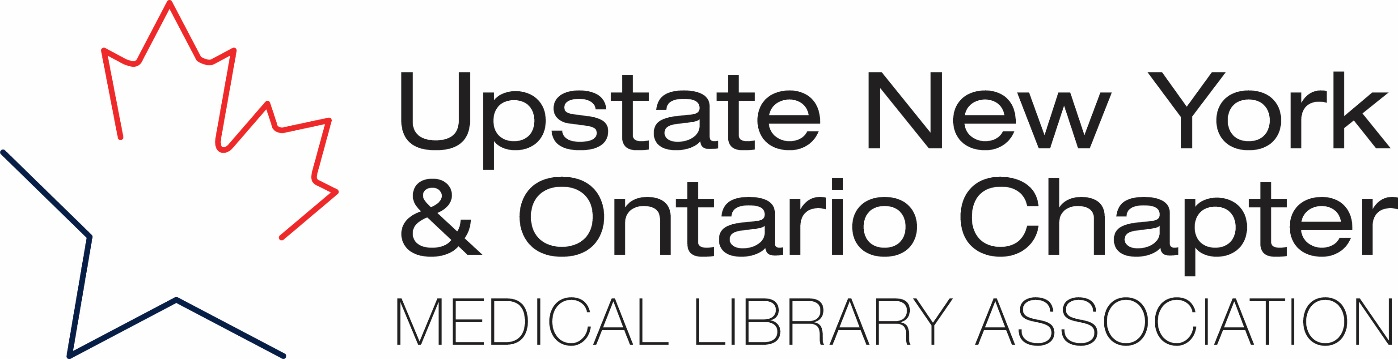 Upstate New York
& Ontario Chapter
MEDICAL LIBRARY ASSOCIATION